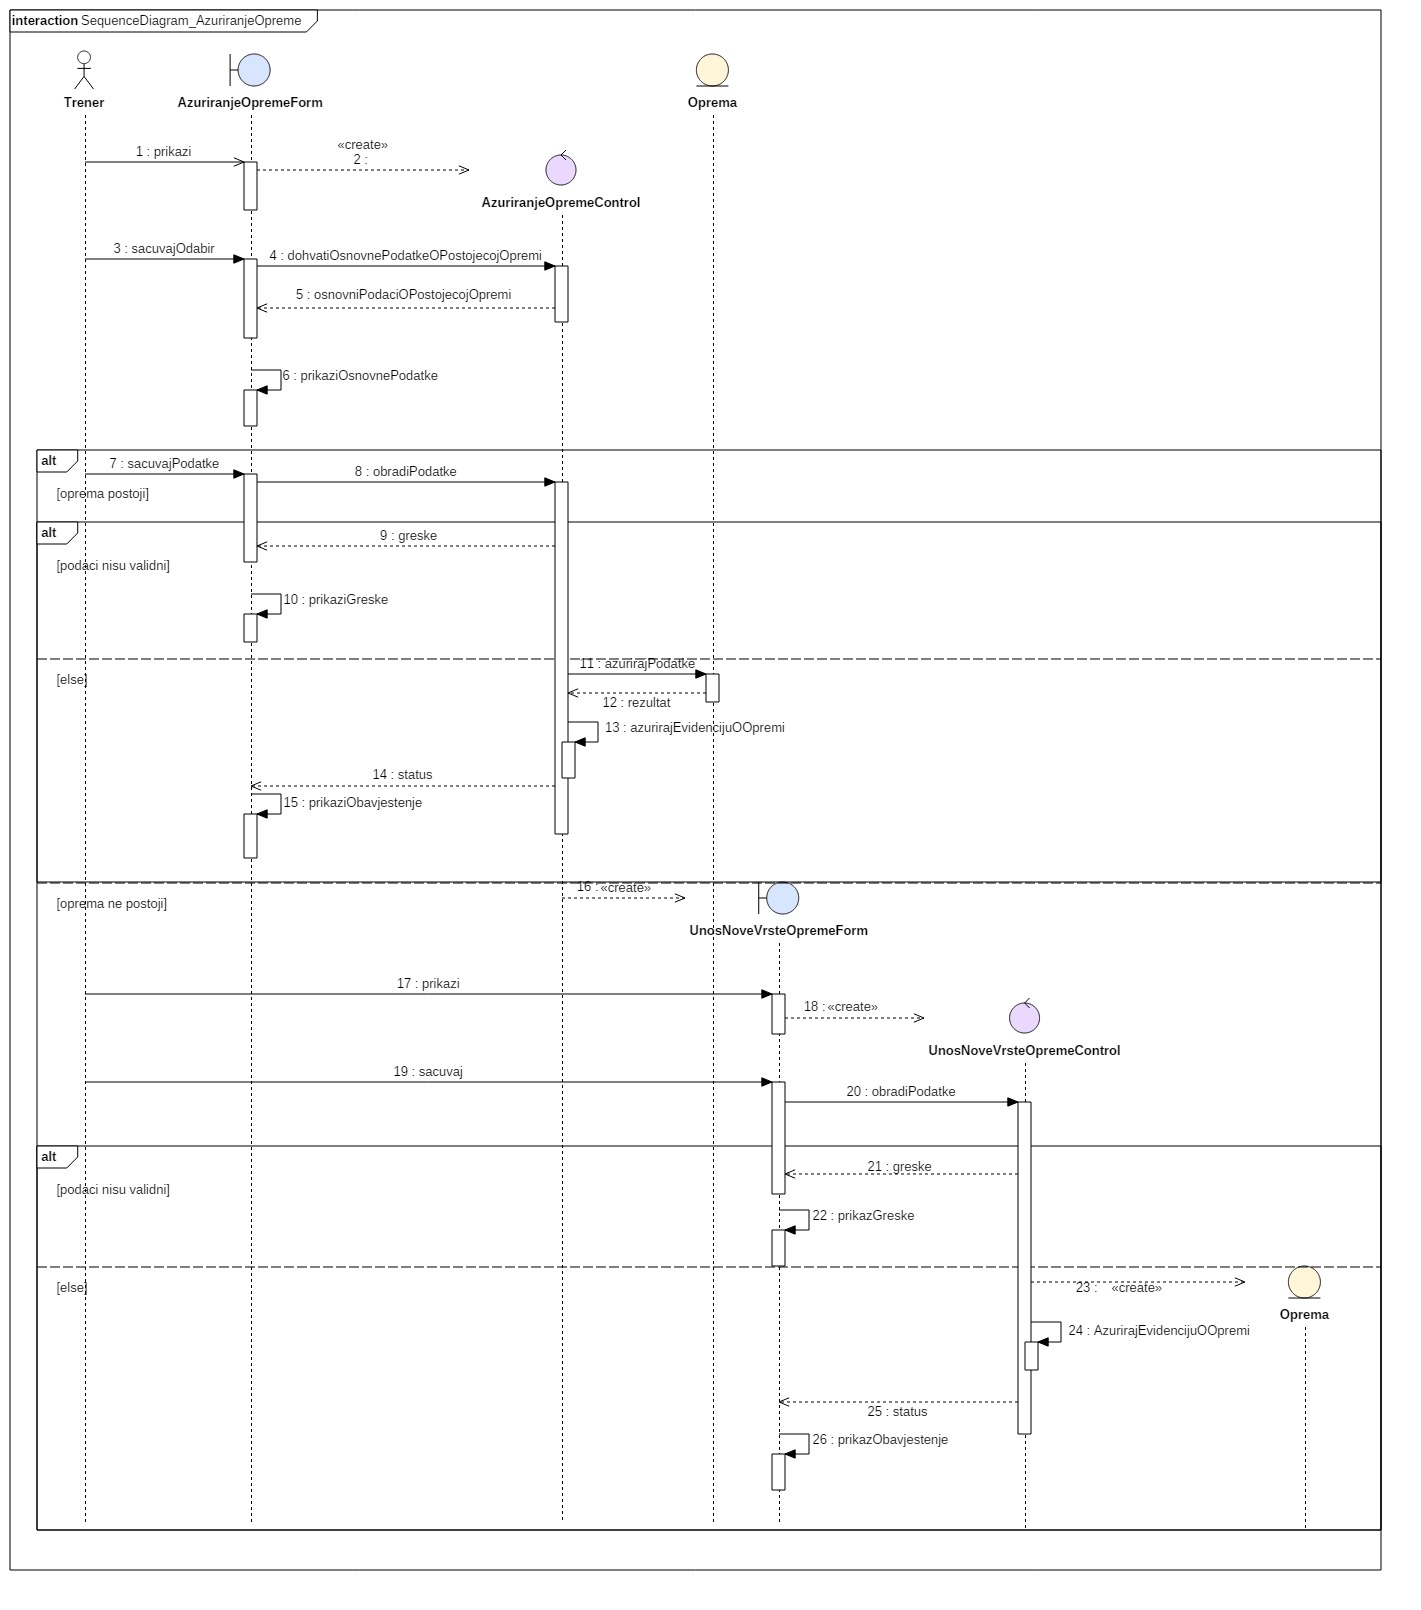 interaction SequenceDiagram_AzuriranjeOpreme
Trener
AzuriranjeOpremeForm
Oprema
1 : prikazi
«create»
2 :
AzuriranjeOpremeControl
3 : sacuvajOdabir
4 : dohvatiOsnovnePodatkeOPostojecojOpremi
5 : osnovniPodaciOPostojecojOpremi
6 : prikaziOsnovnePodatke
alt
7 : sacuvajPodatke
8 : obradiPodatke
[oprema postoji]
alt
9 : greske
[podaci nisu validni]
10 : prikaziGreske
11 : azurirajPodatke
[else]
12 : rezultat
13 : azurirajEvidencijuOOpremi
14 : status
15 : prikaziObavjestenje
16 : «create»
[oprema ne postoji]
UnosNoveVrsteOpremeForm
17 : prikazi
18 : «create»
UnosNoveVrsteOpremeControl
19 : sacuvaj
20 : obradiPodatke
alt
21 : greske
[podaci nisu validni]
22 : prikazGreske
[else]
23 : «create»
Oprema
24 : AzurirajEvidencijuOOpremi
25 : status
26 : prikazObavjestenje